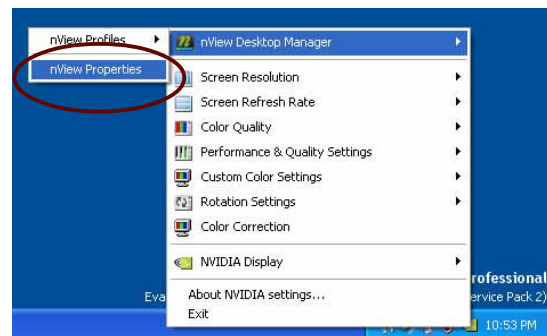 nView Profiles
nView Properties
nView Desktop Manager
Screen Resolution
Screen Refresh Rate
Color Quality
Performance & Quality Settings
Custom Color Settings
Rotation Settings
Color Correction
NVIDIA Display
About NVIDIA settings...
Exit
rofessional
Eva
ervice Pack 2)
10:53 PM